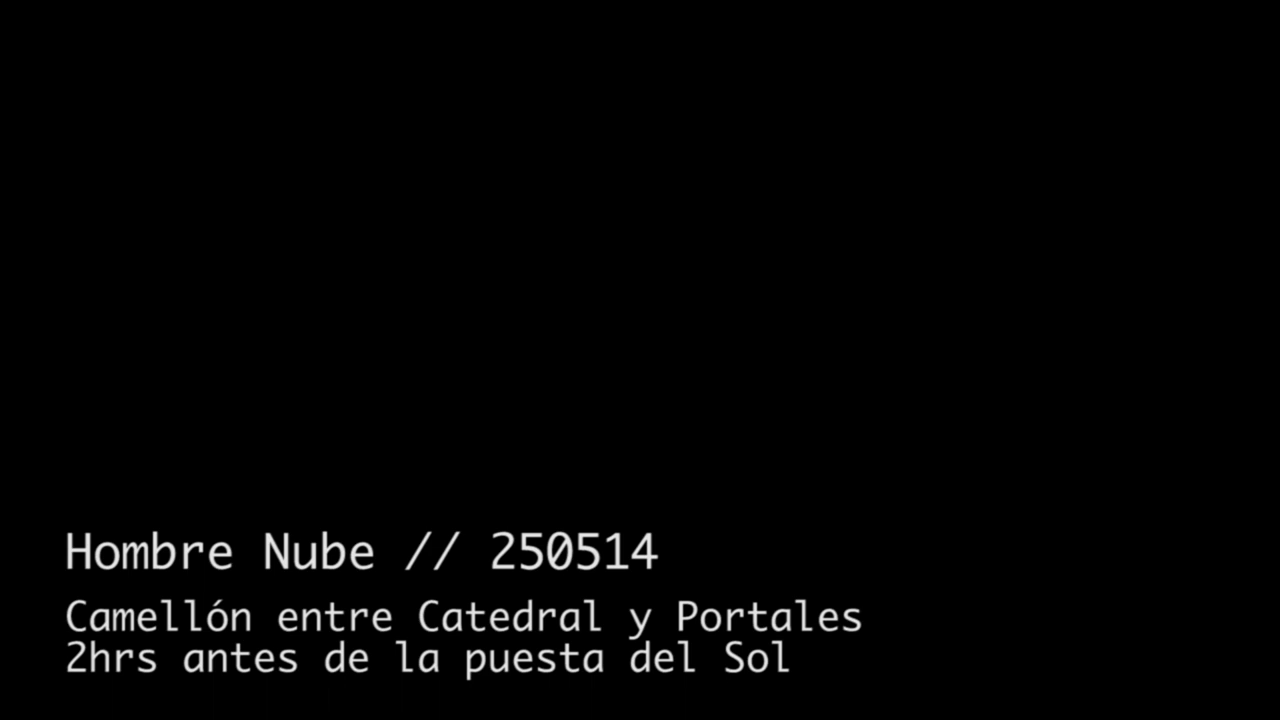 Hombre Nube // 250514
Camellón entre Catedral y Portales
2hrs antes de la puesta del Sol